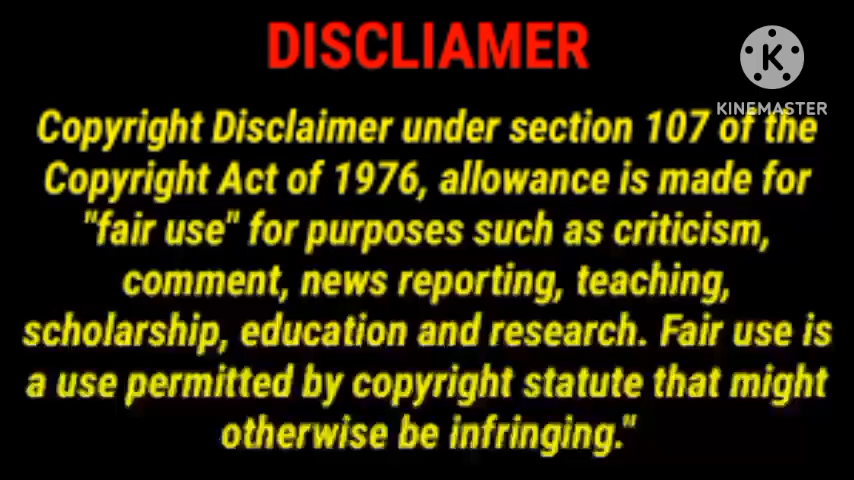 DISCLIAMER
K
KINEMASTER
Copyright Disclaimer under section 107 of the
Copyright Act of 1976, allowance is made for
"fair use" for purposes such as criticism,
comment, news reporting, teaching,
scholarship, education and research. Fair use is
a use permitted by copyright statute that might
otherwise be infringing."